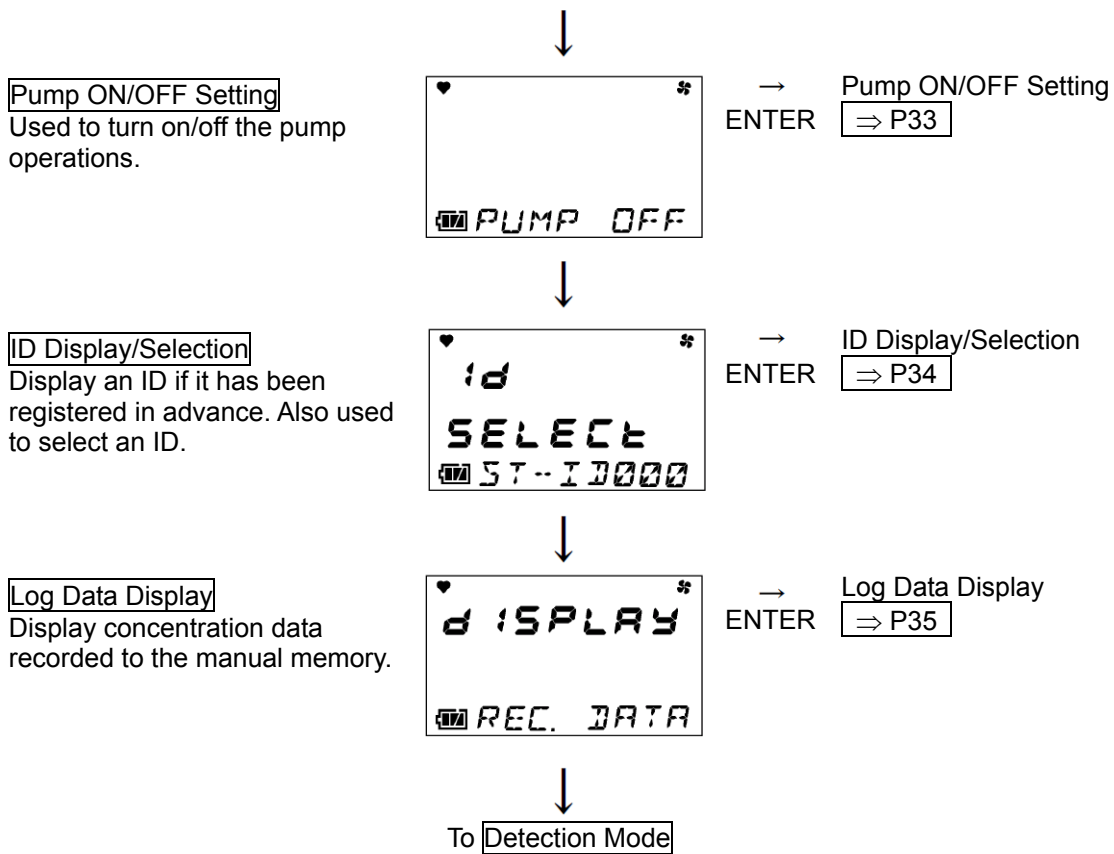 Pump ON/OFF Setting
Used to turn on/off the pump
operations.
PUMP OFF
→
ENTER
Pump ON/OFF Setting
⇒ P33
ID Display/Selection
Display an ID if it has been
registered in advance. Also used
to select an ID.
id
SELECt
ST--ID000
→
ENTER
ID Display/Selection
⇒ P34
Log Data Display
Display concentration data
recorded to the manual memory.
diSPLAY
REC. DATA
→
ENTER
Log Data Display
⇒ P35
To Detection Mode